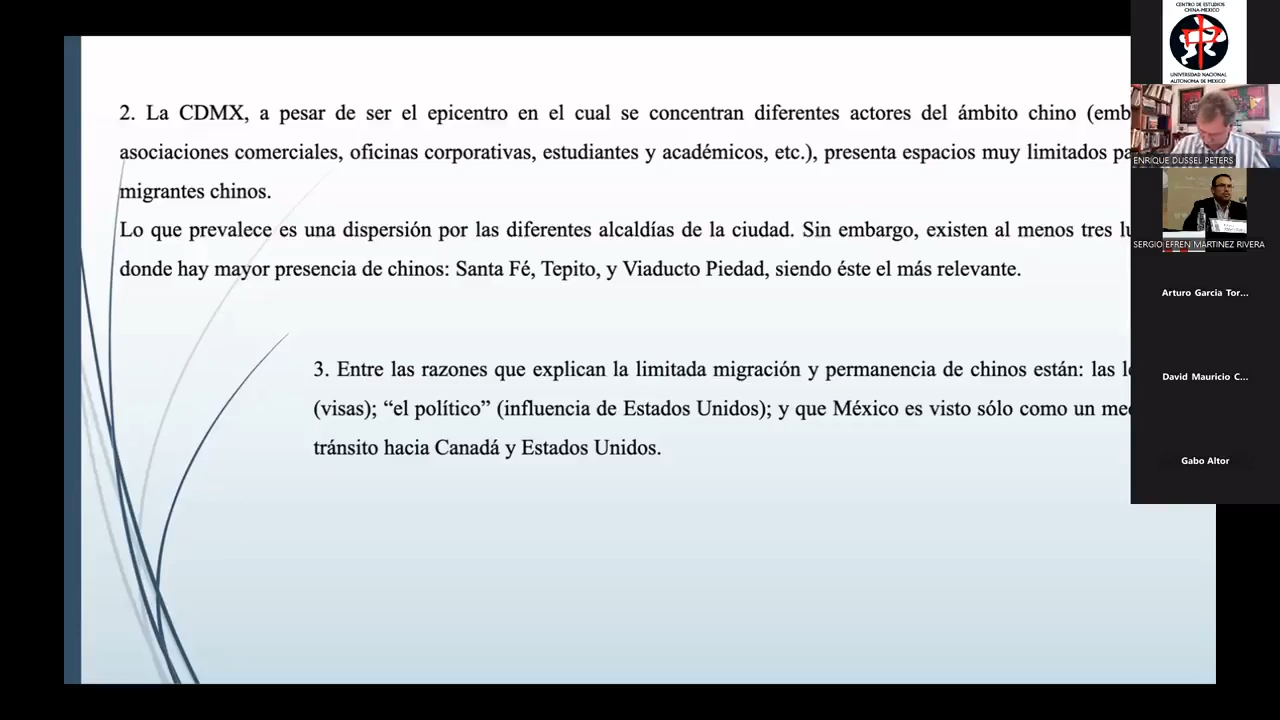 2. La CDMX, a pesar de ser el epicentro en el cual se concentran diferentes actores del ámbito chino (emb
asociaciones comerciales, oficinas corporativas, estudiantes y académicos, etc.), presenta espacios muy limitados pa
migrantes chinos.
Lo que prevalece es una dispersión por las diferentes alcaldías de la ciudad. Sin embargo, existen al menos tres lu
donde hay mayor presencia de chinos: Santa Fé, Tepito, y Viaducto Piedad, siendo éste el más relevante.
3. Entre las razones que explican la limitada migración y permanencia de chinos están: las
(visas); “el político” (influencia de Estados Unidos); y que México es visto sólo como un
tránsito hacia Canadá y Estados Unidos.
CENTRO DE ESTUDIOS
CHINA-MEXICO
UNIVERSIDAD NACIONAL
AUTONOMA DE MEXICO
ENRIQUE DUSSEL PETERS
SERGIO EFREN MARTINEZ RIVERA
Arturo Garcia Tor...
David Mauricio C...
Gabo Altor